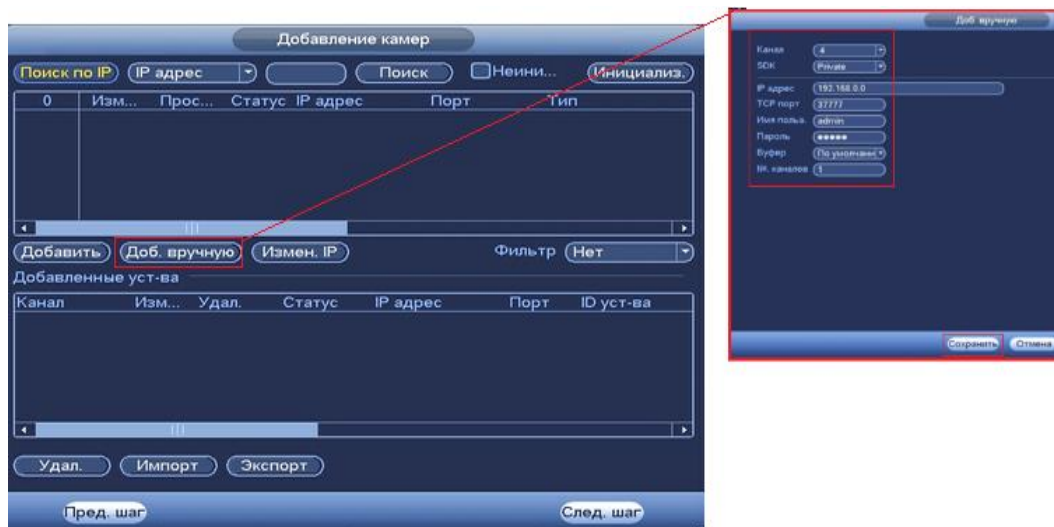 Добавление камер
Поиск по IP IP адрес Поиск Неини... Инициализ.
0 Изм... Прос... Статус IP адрес Порт Тип
Добавить Доб. вручную Измен. IP Фильтр Нет
Добавленные уст-ва
Канал Изм... Удал. Статус IP адрес Порт ID уст-ва
Удал. Импорт Экспорт
Пред. шаг След. шаг
Доб вручную
Канал 4
SDK Private
IP адрес 192.168.0.0
TCP порт 37777
Имя польз. admin
Пароль •••••
Буфер
каналов 1
Сохранить Отмена